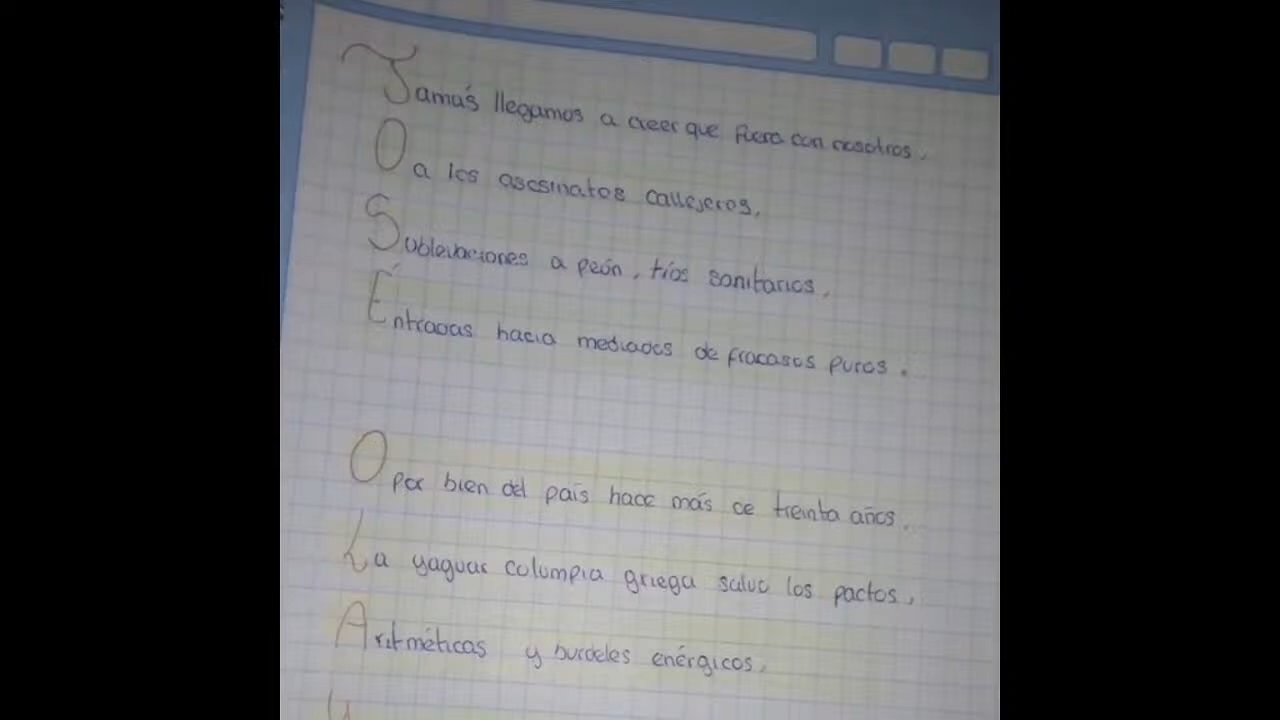 Jamás llegamos a creer que fuera con nosotros,
O a los asesinatos callejeros,
Sublevaciones a peón, tíos sanitarios,
Entradas hacia mediados de fracasos puros.
O por bien del país hace más de treinta años,
La yaguar columpia griega salvo los pactos,
Aritméticas y burdeles enérgicos,